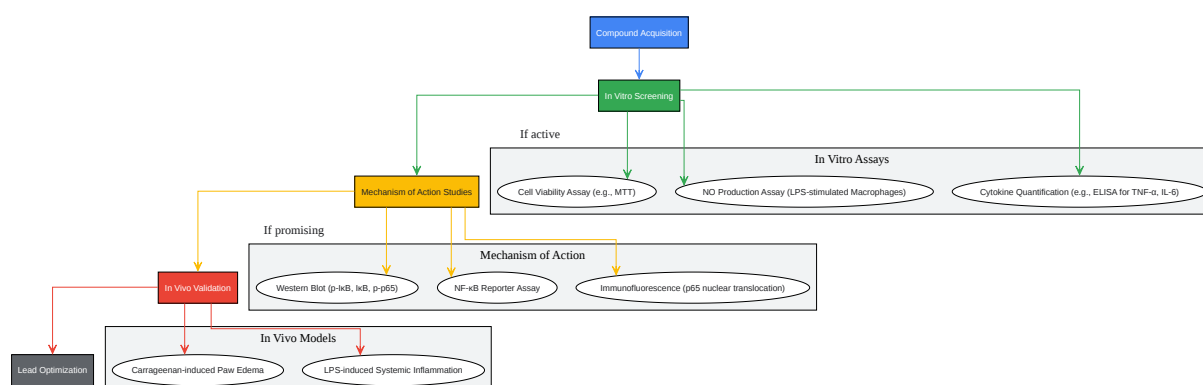 Compound Acquisition
In Vitro Screening
If active
In Vitro Assays
Cell Viability Assay (e.g., MTT)
NO Production Assay (LPS-stimulated Macrophages)
Cytokine Quantification (e.g., ELISA for TNF-α, IL-6)
Mechanism of Action Studies
If promising
Mechanism of Action
Western Blot (p-IκB, IκB, p-p65)
NF-κB Reporter Assay
Immunofluorescence (p65 nuclear translocation)
In Vivo Validation
In Vivo Models
Lead Optimization
Carrageenan-induced Paw Edema
LPS-induced Systemic Inflammation